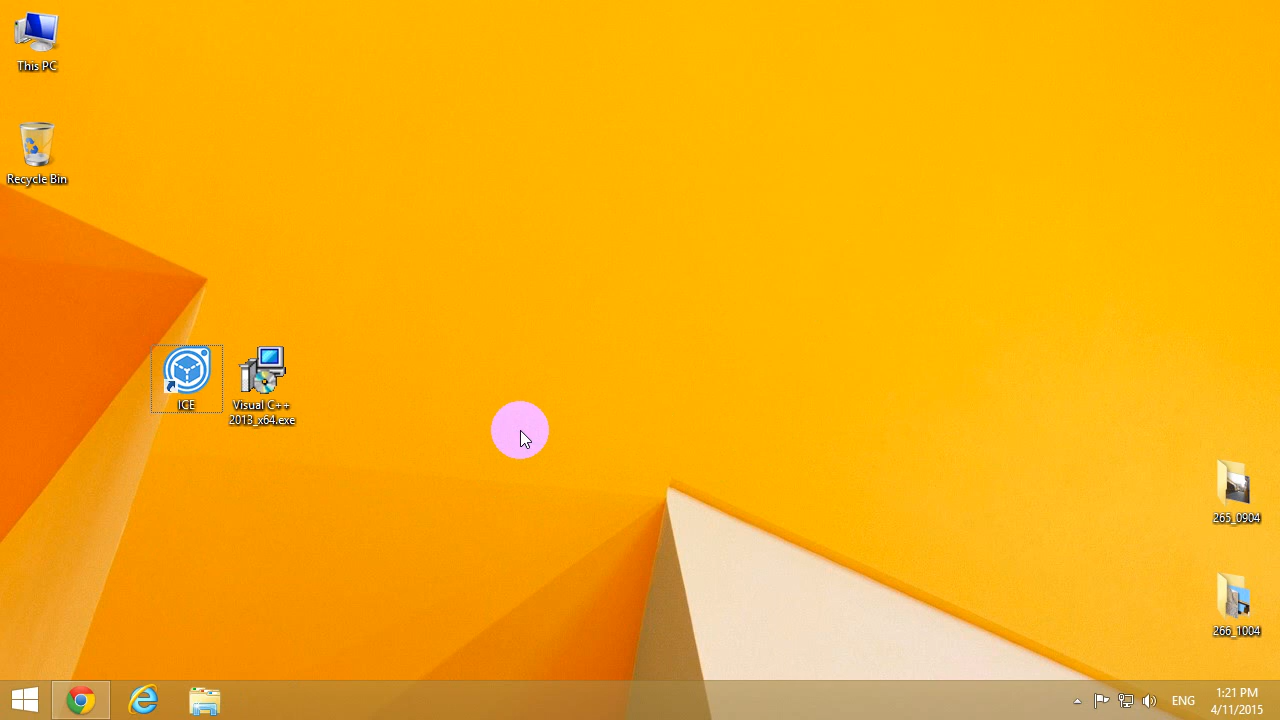 This PC
Recycle Bin
ICE
Visual C++
2013_x64.exe
265_0904
266_1004
ENG
1:21 PM
4/11/2015